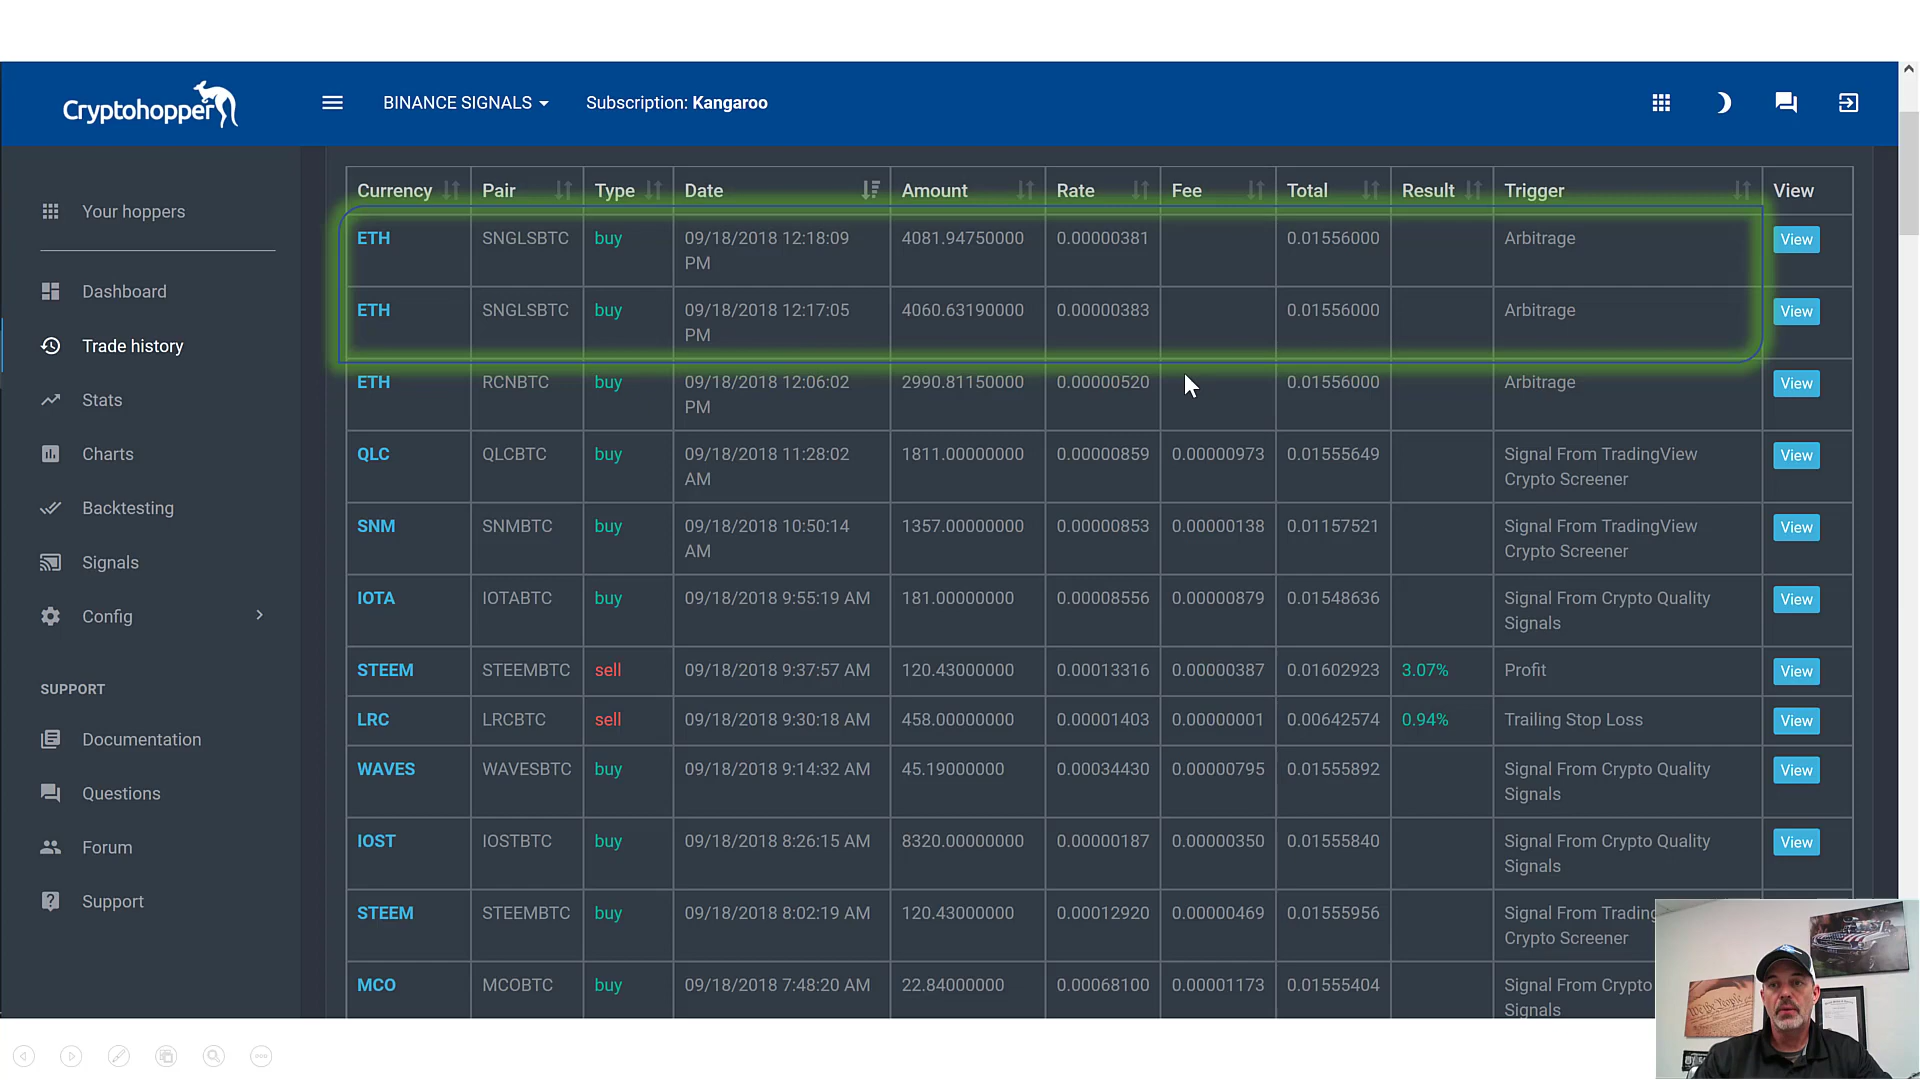 Cryptohopper
BINANCE SIGNALS
Subscription: Kangaroo
Your hoppers
Dashboard
Trade history
Stats
Charts
Backtesting
Signals
Config
SUPPORT
Documentation
Questions
Forum
Support
Currency Pair Type Date Amount Rate Fee Total Result Trigger View
ETH SNGLSBTC buy 09/18/2018 12:18:09 4081.94750000 0.00000381 0.01556000 Arbitrage View
PM
ETH SNGLSBTC buy 09/18/2018 12:17:05 4060.63190000 0.00000383 0.01556000 Arbitrage View
PM
ETH RCNBTC buy 09/18/2018 12:06:02 2990.81150000 0.00000520 0.01556000 Arbitrage View
PM
QLC QLCBTC buy 09/18/2018 11:28:02 1811.00000000 0.00000859 0.00000973 0.01555649 Signal From TradingView View
AM Crypto Screener
SNM SNMBTC buy 09/18/2018 10:50:14 1357.00000000 0.00000853 0.00000138 0.01157521 Signal From TradingView View
AM Crypto Screener
IOTA IOTABTC buy 09/18/2018 9:55:19 AM 181.00000000 0.00008556 0.00000879 0.01548636 Signal From Crypto Quality View
Signals
STEEM STEEMBTC sell 09/18/2018 9:37:57 AM 120.43000000 0.00013316 0.00000387 0.01602923 3.07% Profit View
LRC LRCBTC sell 09/18/2018 9:30:18 AM 458.00000000 0.00001403 0.00000001 0.00642574 0.94% Trailing Stop Loss View
WAVES WAVESBTC buy 09/18/2018 9:14:32 AM 45.19000000 0.00034430 0.00000795 0.01555892 Signal From Crypto Quality View
Signals
IOST IOSTBTC buy 09/18/2018 8:26:15 AM 8320.00000000 0.00000187 0.00000350 0.01555840 Signal From Crypto Quality View
Signals
STEEM STEEMBTC buy 09/18/2018 8:02:19 AM 120.43000000 0.00012920 0.00000469 0.01555956 Signal From Trading
Crypto Screener
MCO MCOBTC buy 09/18/2018 7:48:20 AM 22.84000000 0.00068100 0.00001173 0.01555404 Signal From Crypto
Signals
We the People